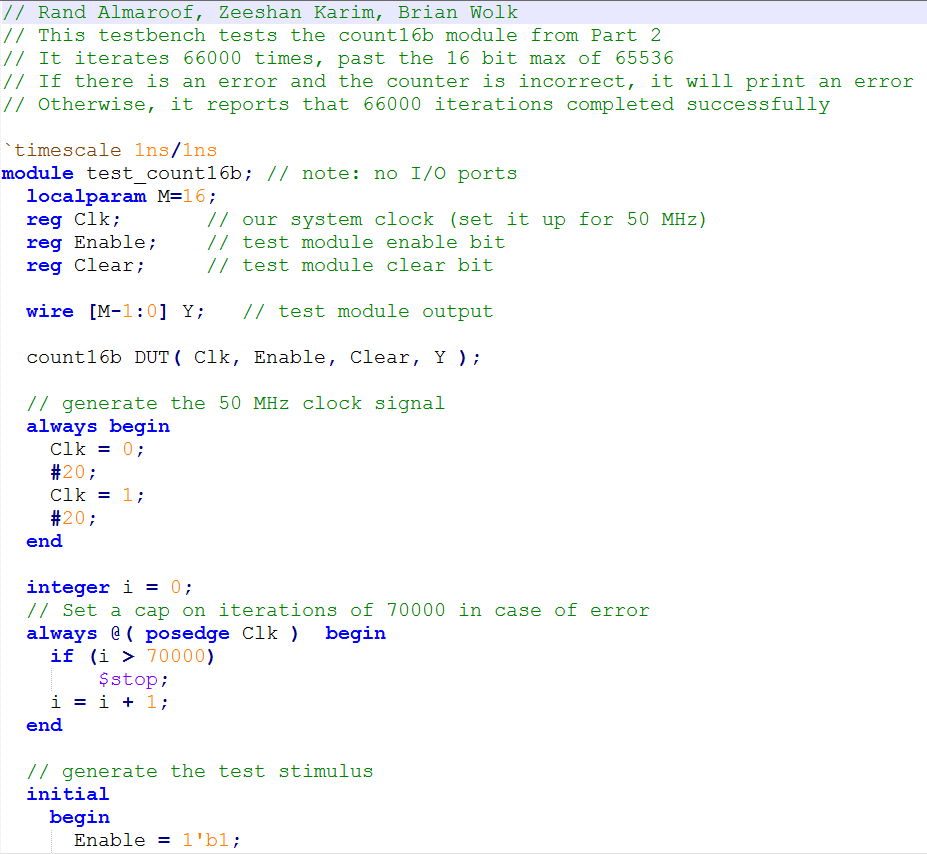 // Rand Almaroof, Zeeshan Karim, Brian Wolk
// This testbench tests the count16b module from Part 2
// It iterates 66000 times, past the 16 bit max of 65536
// If there is an error and the counter is incorrect, it will print an error
// Otherwise, it reports that 66000 iterations completed successfully

`timescale 1ns/1ns
module test_count16b; // note: no I/O ports
  localparam M=16;
  reg Clk;       // our system clock (set it up for 50 MHz)
  reg Enable;    // test module enable bit
  reg Clear;     // test module clear bit

  wire [M-1:0] Y;   // test module output

  count16b DUT( Clk, Enable, Clear, Y );

  // generate the 50 MHz clock signal
  always begin
    Clk = 0;
    #20;
    Clk = 1;
    #20;
  end

  integer i = 0;
  // Set a cap on iterations of 70000 in case of error
  always @( posedge Clk )  begin
    if (i > 70000)
        $stop;
    i = i + 1;
  end

  // generate the test stimulus
  initial
    begin
      Enable = 1'b1;